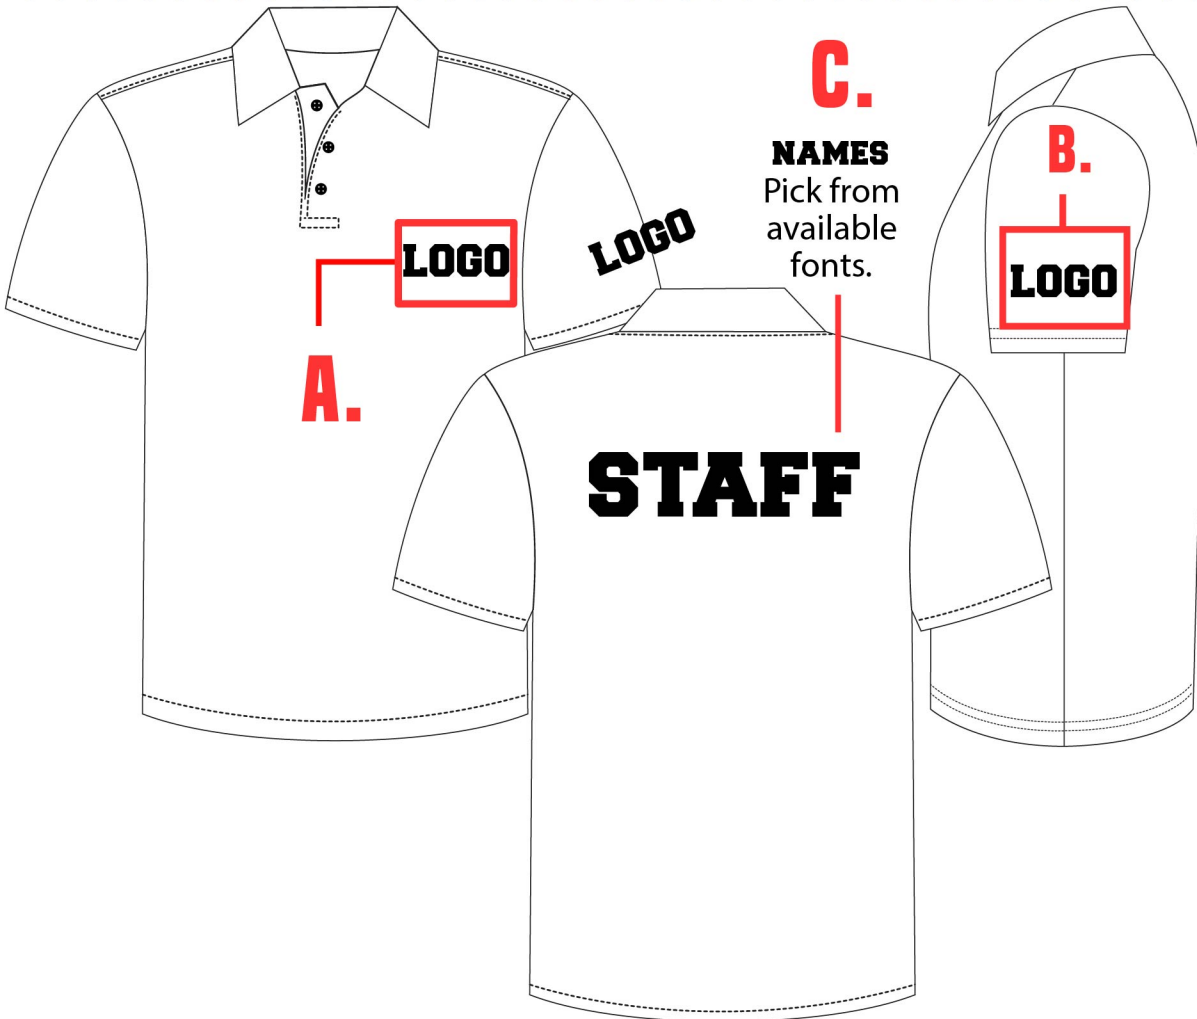 C.
NAMES
Pick from
available
fonts.
B.
LOGO
LOGO
LOGO
A.
STAFF